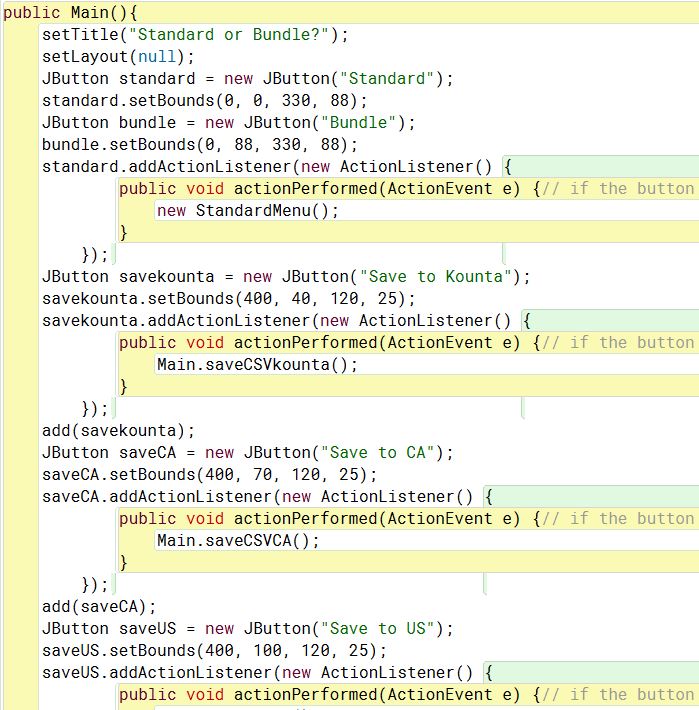 public Main(){
setTitle("Standard or Bundle?");
setLayout(null);
JButton standard = new JButton("Standard");
standard.setBounds(0, 0, 330, 88);
JButton bundle = new JButton("Bundle");
bundle.setBounds(0, 88, 330, 88);
standard.addActionListener(new ActionListener() {
public void actionPerformed(ActionEvent e) {// if the button
new StandardMenu();
}
});
JButton savekounta = new JButton("Save to Kounta");
savekounta.setBounds(400, 40, 120, 25);
savekounta.addActionListener(new ActionListener() {
public void actionPerformed(ActionEvent e) {// if the button
Main.saveCSVkounta();
}
});
add(savekounta);
JButton saveCA = new JButton("Save to CA");
saveCA.setBounds(400, 70, 120, 25);
saveCA.addActionListener(new ActionListener() {
public void actionPerformed(ActionEvent e) {// if the button
Main.saveCSVCA();
}
});
add(saveCA);
JButton saveUS = new JButton("Save to US");
saveUS.setBounds(400, 100, 120, 25);
saveUS.addActionListener(new ActionListener() {
public void actionPerformed(ActionEvent e) {// if the button